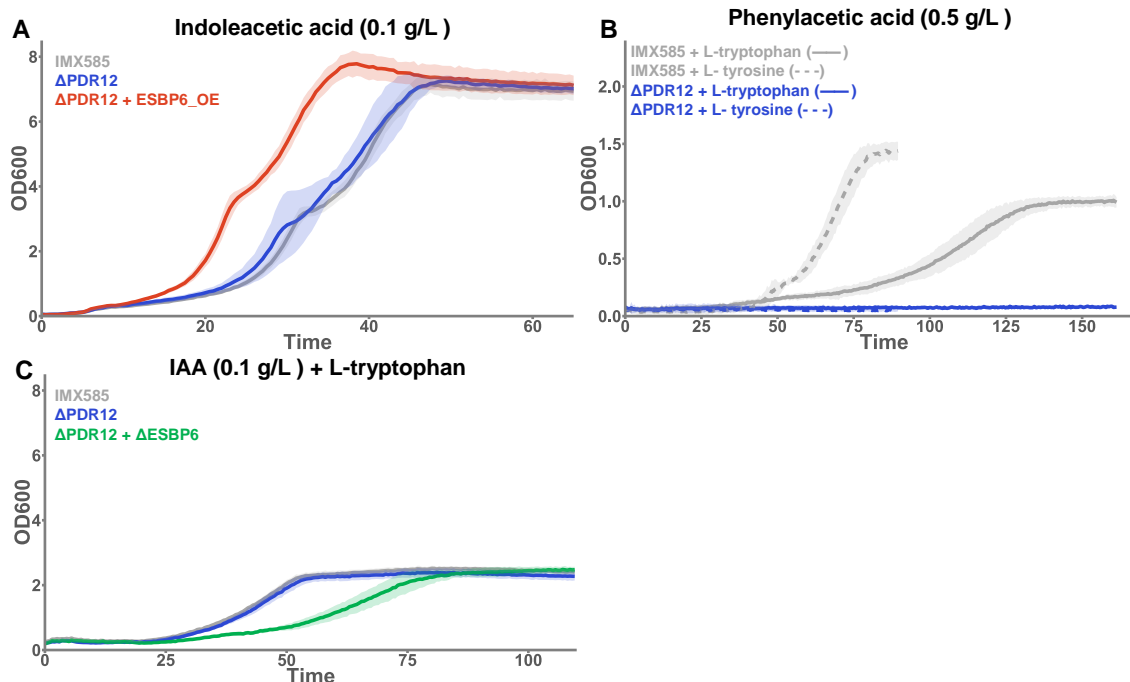 A
Indoleacetic acid (0.1 g/L )
IMX585
ΔPDR12
ΔPDR12 + ESBP6_OE
8
6
4
2
0
OD600
0
20
40
60
Time
B
Phenylacetic acid (0.5 g/L )
IMX585 + L-tryptophan (——)
IMX585 + L- tyrosine (- - -)
ΔPDR12 + L-tryptophan (——)
ΔPDR12 + L- tyrosine (- - -)
2.0
1.5
1.0
0.5
0.0
OD600
0
25
50
75
100
125
150
Time
C
IAA (0.1 g/L ) + L-tryptophan
IMX585
ΔPDR12
ΔPDR12 + ΔESBP6
8
6
4
2
0
OD600
0
25
50
75
100
Time